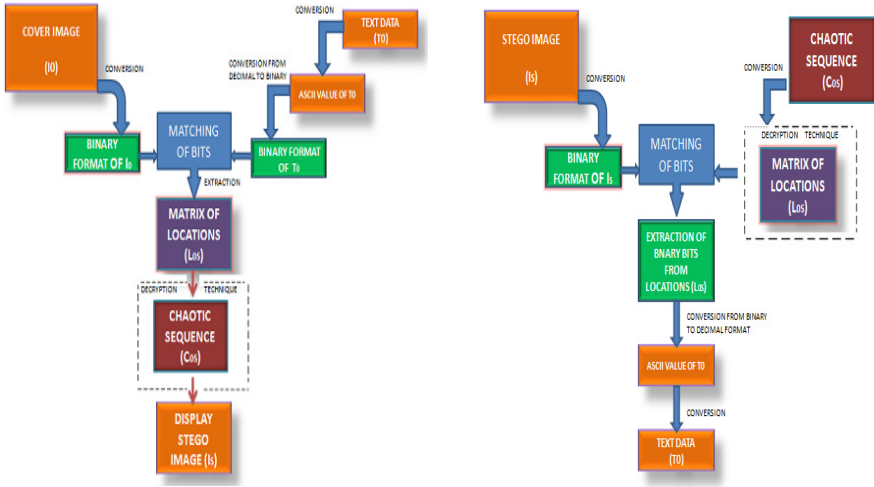 COVER IMAGE
(I0)
CONVERSION
CONVERSION
TEXT DATA
(T0)
CONVERSION FROM
DECIMAL TO BINARY
ASCII VALUE OF T0
BINARY
FORMAT OF I₀
MATCHING
OF BITS
BINARY FORMAT
OF T₀
EXTRACTION
MATRIX OF
LOCATIONS
(L₀s)
DECRYPTION TECHNIQUE
CHAOTIC
SEQUENCE
(C₀s)
DISPLAY
STEGO
IMAGE (Is)
STEGO IMAGE
(Is)
CONVERSION
CONVERSION
CHAOTIC
SEQUENCE
(C₀s)
BINARY
FORMAT OF Is
MATCHING
OF BITS
DECRYPTION TECHNIQUE
MATRIX OF
LOCATIONS
(L₀s)
EXTRACTION OF
BNARY BITS
FROM
LOCATIONS (L₀s)
CONVERSION FROM BINARY
TO DECIMAL FORMAT
ASCII VALUE OF T0
CONVERSION
TEXT DATA
(T0)